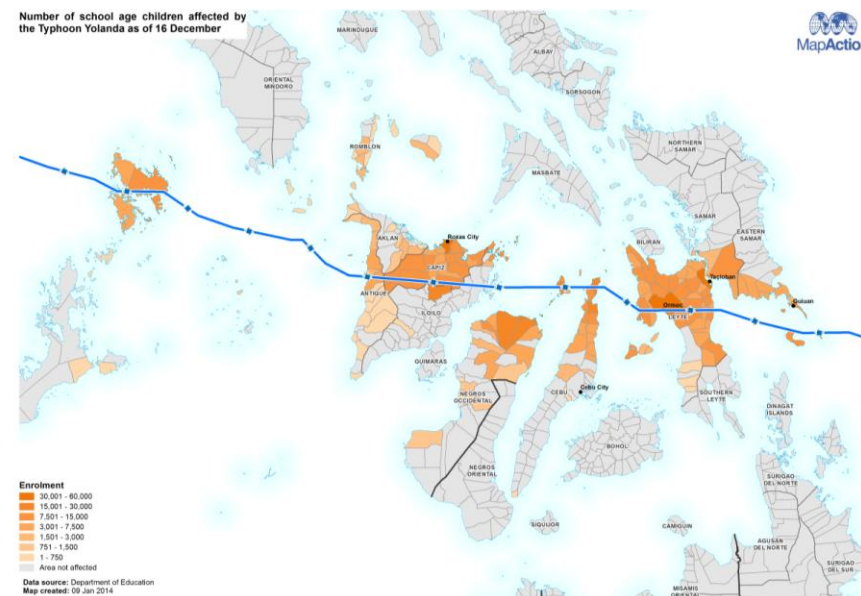 Number of school age children affected by
the Typhoon Yolanda as of 16 December
MapActio
MARINDUQUE
ALBAY
ORIENTAL
MINDORO
SORSOGON
ROMBLON
NORTHERN
SAMAR
MASBATE
SAMAR
EASTERN
SAMAR
BILIRAN
AKLAN
Roxas City
CAPIZ
Tacloban
ANTIQUE
Ormoc
Guiuan
LEYTE
ILOILO
GUIMARAS
NEGROS
OCCIDENTAL
CEBU
Cebu City
SOUTHERN
LEYTE
DINAGAT
ISLANDS
BOHOL
NEGROS
ORIENTAL
SURIGAO
DEL NORTE
SIQUIJOR
CAMIGUIN
AGUSAN
DEL NORTE
SURIGAO
DEL SUR
MISAMIS
ORIENTAL
Enrolment
30,001 - 60,000
15,001 - 30,000
7,501 - 15,000
3,001 - 7,500
1,501 - 3,000
751 - 1,500
1 - 750
Area not affected
Data source: Department of Education
Map created: 09 Jan 2014